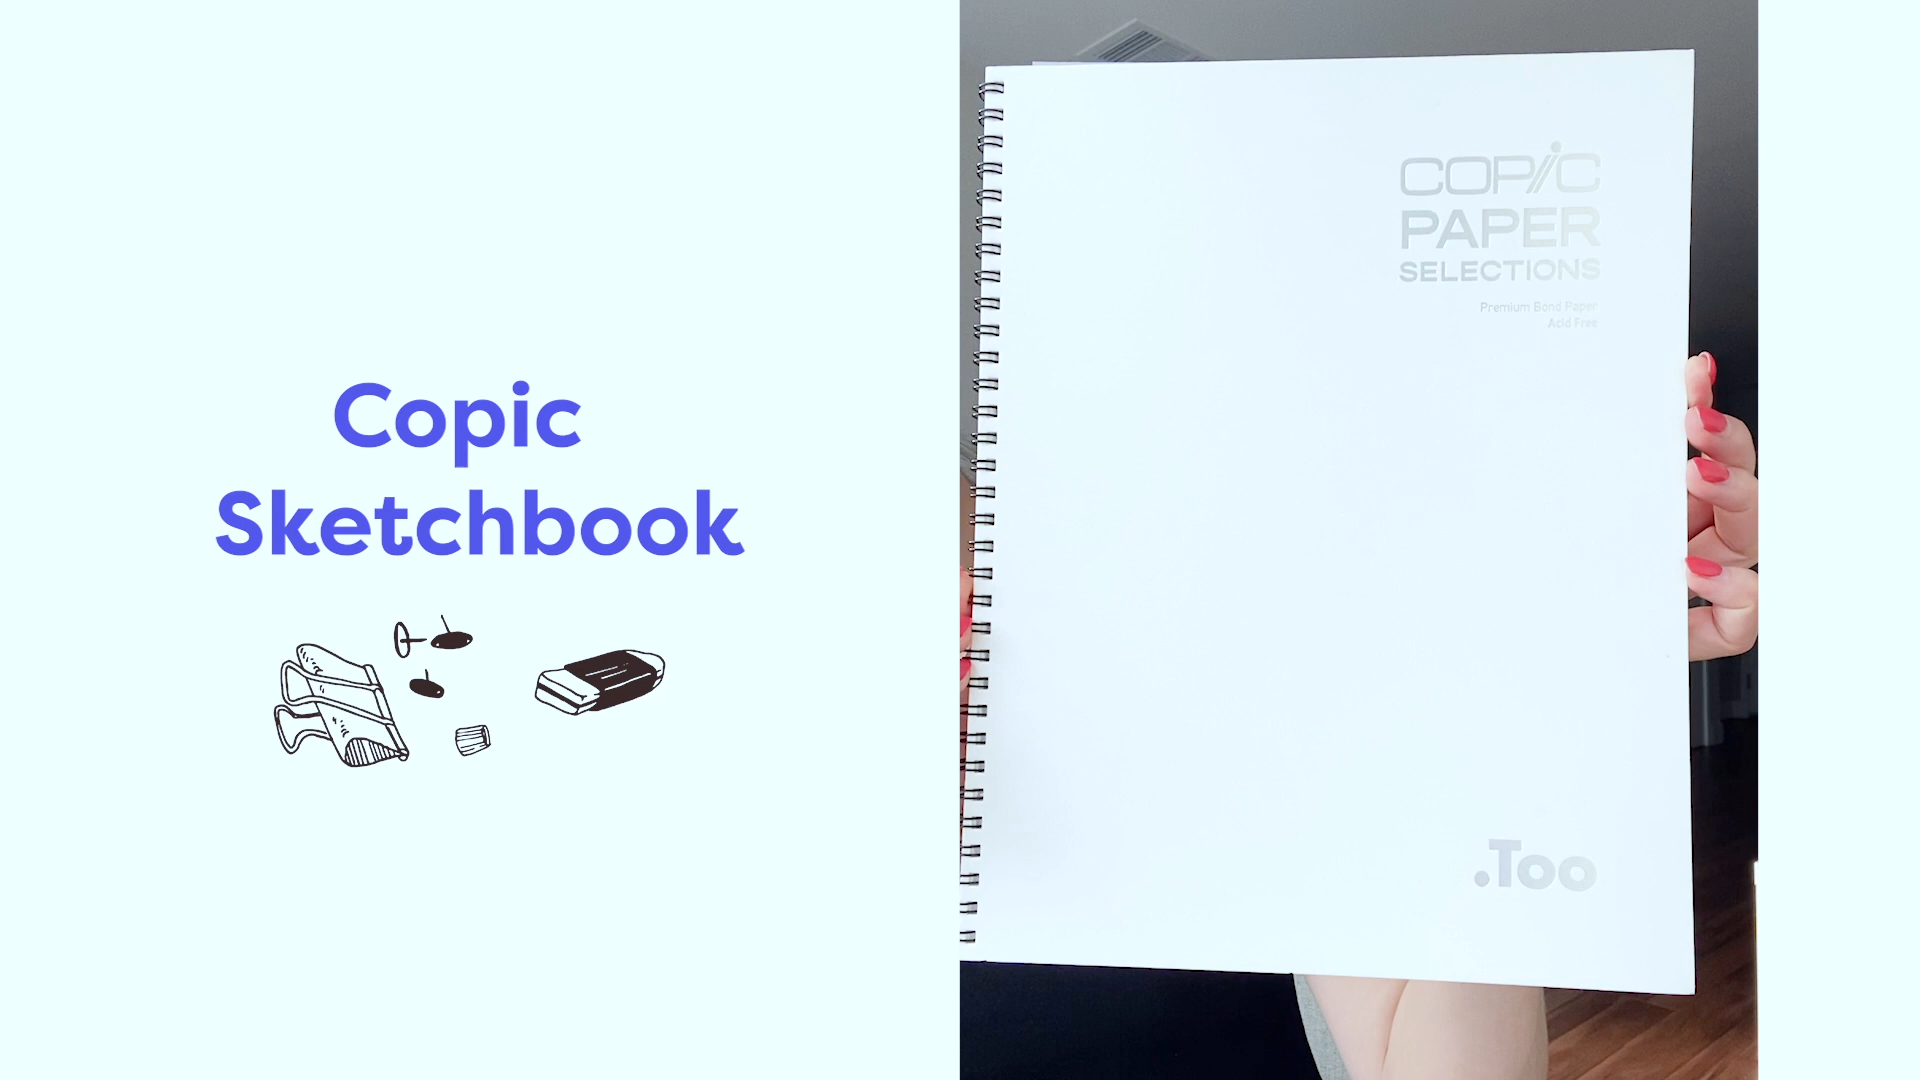 Copic
Sketchbook
COPiC
PAPER
SELECTIONS
Premium Bond Paper
Acid Free
.Too